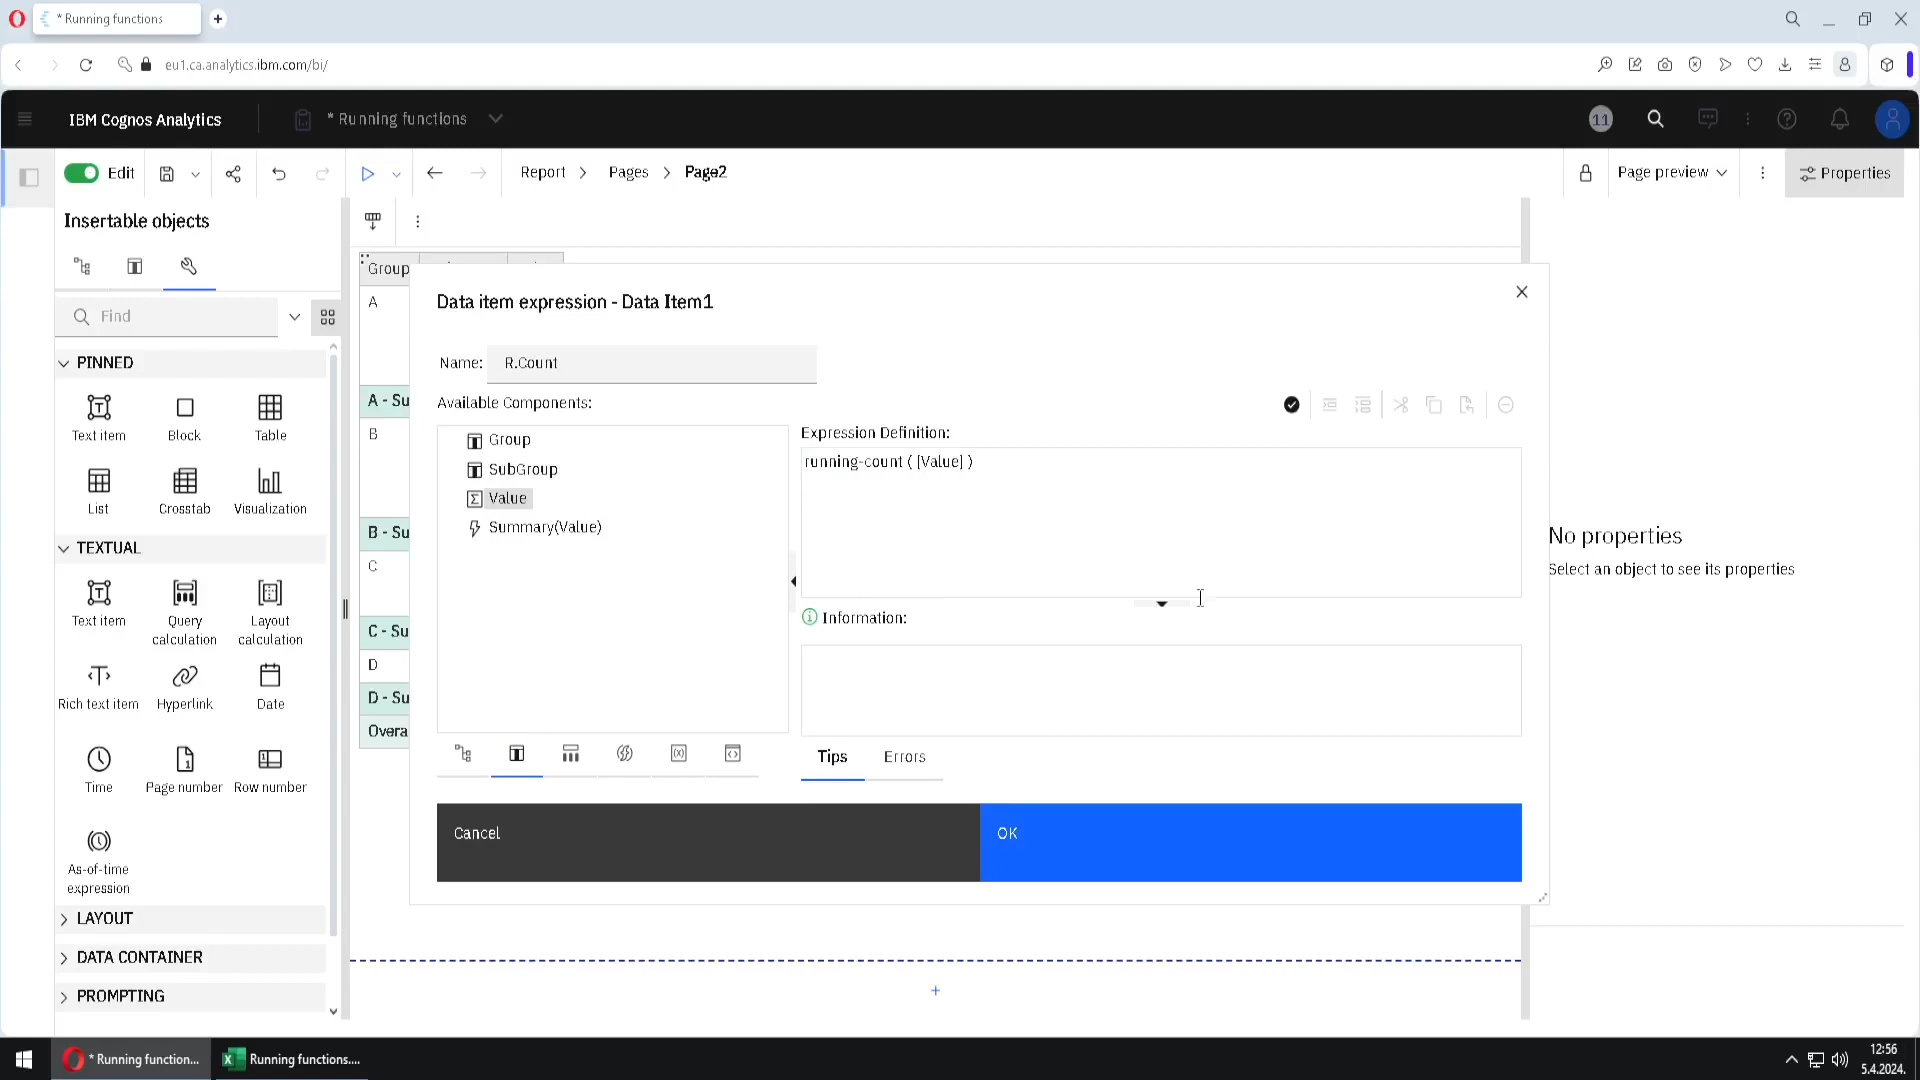 * Running functions
eu1.ca.analytics.ibm.com/bi/
IBM Cognos Analytics
* Running functions
11
Edit
Report
Pages
Page2
Page preview
Properties
Insertable objects
Find
PINNED
Text item
Block
Table
List
Crosstab
Visualization
TEXTUAL
Text item
Query
calculation
Layout
calculation
Rich text item
Hyperlink
Date
Time
Page number
Row number
As-of-time
expression
LAYOUT
DATA CONTAINER
PROMPTING
Group
A
A - Su
B
B - Su
C
C - Su
D
D - Su
Overa
Data item expression - Data Item1
Name:
R.Count
Available Components:
Group
SubGroup
Value
Summary(Value)
Expression Definition:
running-count ( [Value] )
Information:
Tips
Errors
Cancel
OK
No properties
Select an object to see its properties
* Running function...
Running functions....
12:56
5.4.2024.